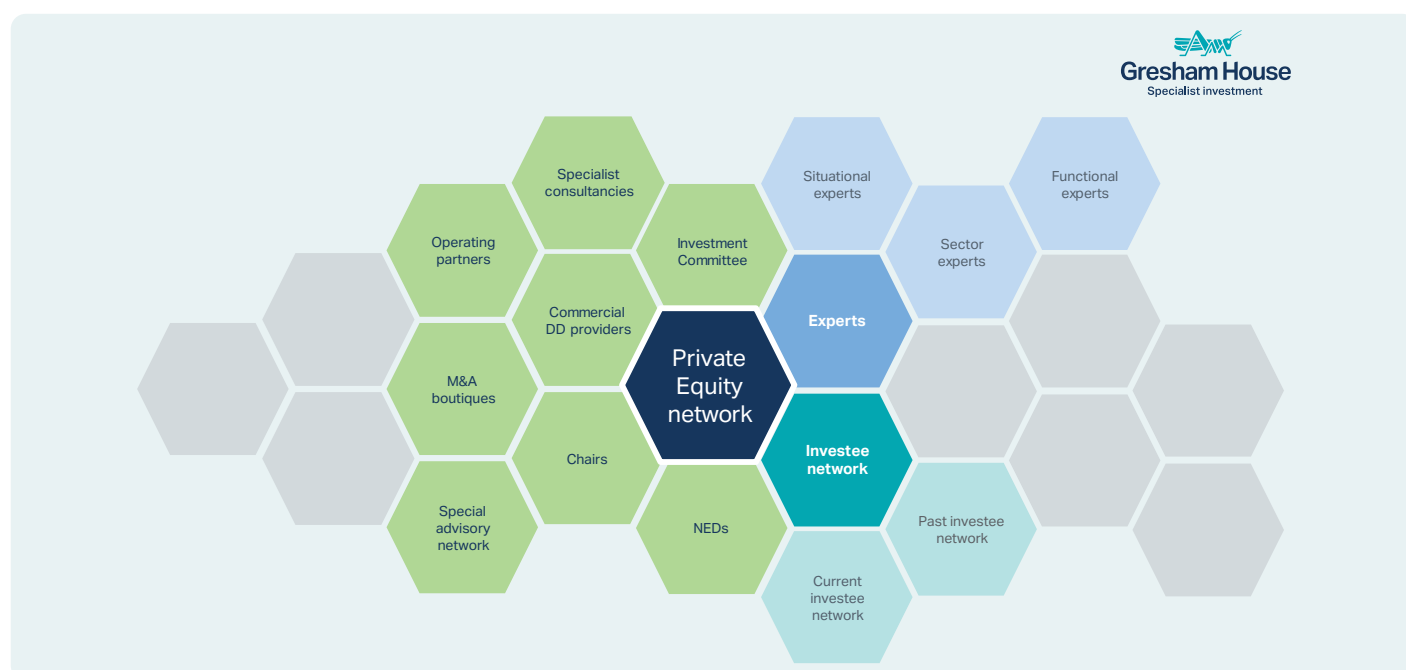 Gresham House
Specialist investment
Specialist
consultancies
Situational
experts
Functional
experts
Operating
partners
Investment
Committee
Sector
experts
Commercial
DD providers
Experts
Private
Equity
network
M&A
boutiques
Chairs
Investee
network
Special
advisory
network
NEDs
Past investee
network
Current
investee
network